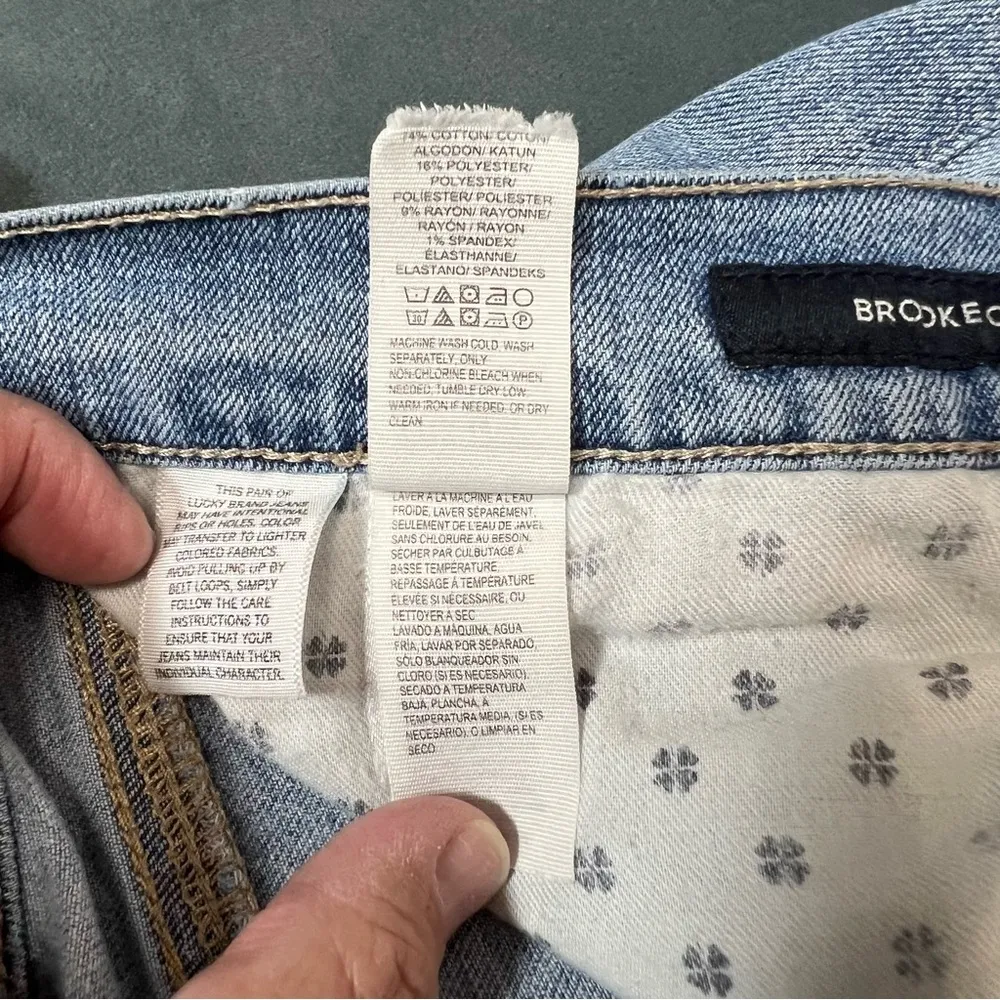 74% COTTON/ COTON/
ALGODON/ KATUN
16% POLYESTER/
POLYESTER/
POLIESTER/ POLIESTER
9% RAYON/ RAYONNE/
RAYON / RAYON
1% SPANDEX/
ELASTHANNE/
ELASTANO/ SPANDEKS
30 P
MACHINE WASH COLD, WASH
SEPARATELY, ONLY
NON-CHLORINE BLEACH WHEN
NEEDED, TUMBLE DRY LOW,
WARM IRON IF NEEDED, OR DRY
CLEAN.
BROOKE
THIS PAIR OF
LUCKY BRAND JEANS
MAY HAVE INTENTIONAL
RIPS OR HOLES. COLOR
MAY TRANSFER TO LIGHTER
COLORED FABRICS.
AVOID PULLING UP BY
BELT LOOPS, SIMPLY
FOLLOW THE CARE
INSTRUCTIONS TO
ENSURE THAT YOUR
JEANS MAINTAIN THEIR
INDIVIDUAL CHARACTER.
LAVER A LA MACHINE A L'EAU
FROIDE, LAVER SÉPARÉMENT,
SEULEMENT DE L'EAU DE JAVEL
SANS CHLORURE AU BESOIN,
SÉCHER PAR CULBUTAGE À
BASSE TEMPÉRATURE,
REPASSAGE À TEMPÉRATURE
ÉLEVÉE SI NÉCESSAIRE, OU
NETTOYER À SEC
LAVADO A MAQUINA, AGUA
FRIA, LAVAR POR SEPARADO,
SOLO BLANQUEADOR SIN
CLORO (SI ES NECESARIO),
SECADO A TEMPERATURA
BAJA, PLANCHA, A
TEMPERATURA MEDIA, (SI ES
NECESARIO), O LIMPIAR EN
SECO